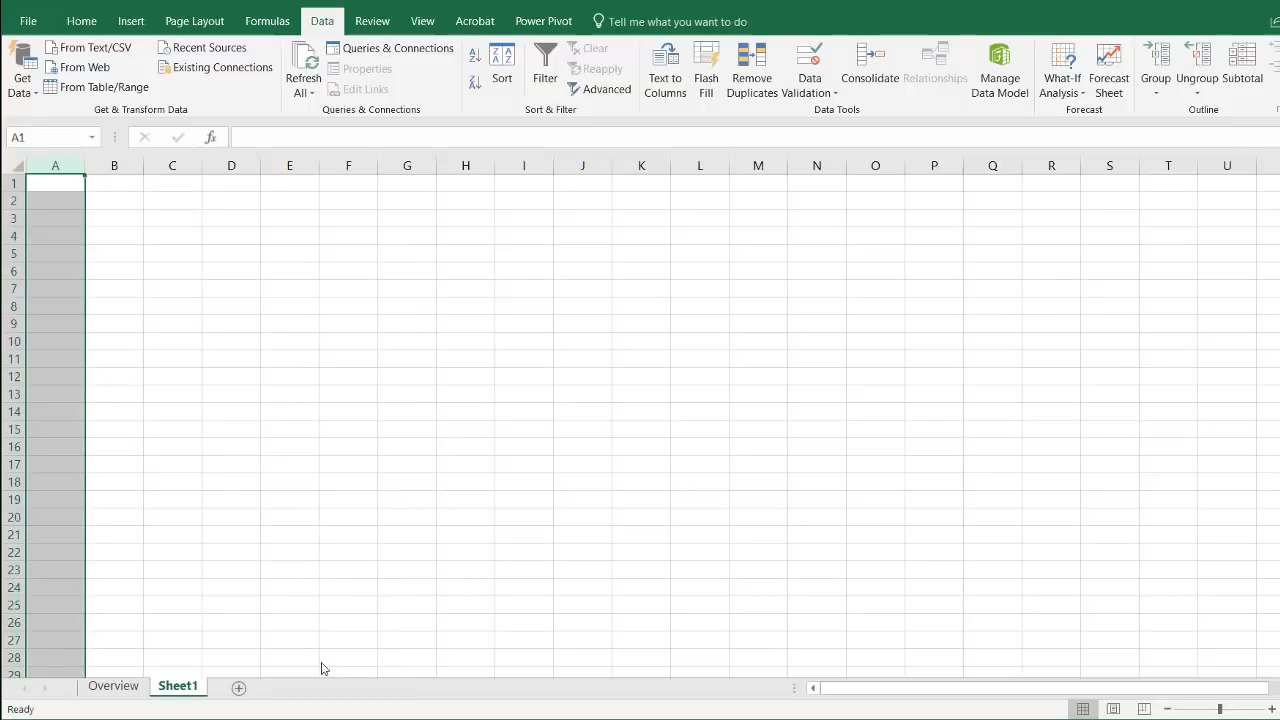 File Home Insert Page Layout Formulas Data Review View Acrobat Power Pivot Tell me what you want to do
Get Data
From Text/CSV
From Web
From Table/Range
Recent Sources
Existing Connections
Get & Transform Data
Refresh All
Queries & Connections
Properties
Edit Links
Queries & Connections
Sort
Filter
Clear
Reapply
Advanced
Sort & Filter
Text to Columns
Flash Fill
Remove Duplicates
Data Validation
Consolidate
Relationships
Manage Data Model
Data Tools
What-If Analysis
Forecast Sheet
Forecast
Group
Ungroup
Subtotal
Outline
A1
fx
A B C D E F G H I J K L M N O P Q R S T U
1
2
3
4
5
6
7
8
9
10
11
12
13
14
15
16
17
18
19
20
21
22
23
24
25
26
27
28
29
Overview Sheet1
Ready